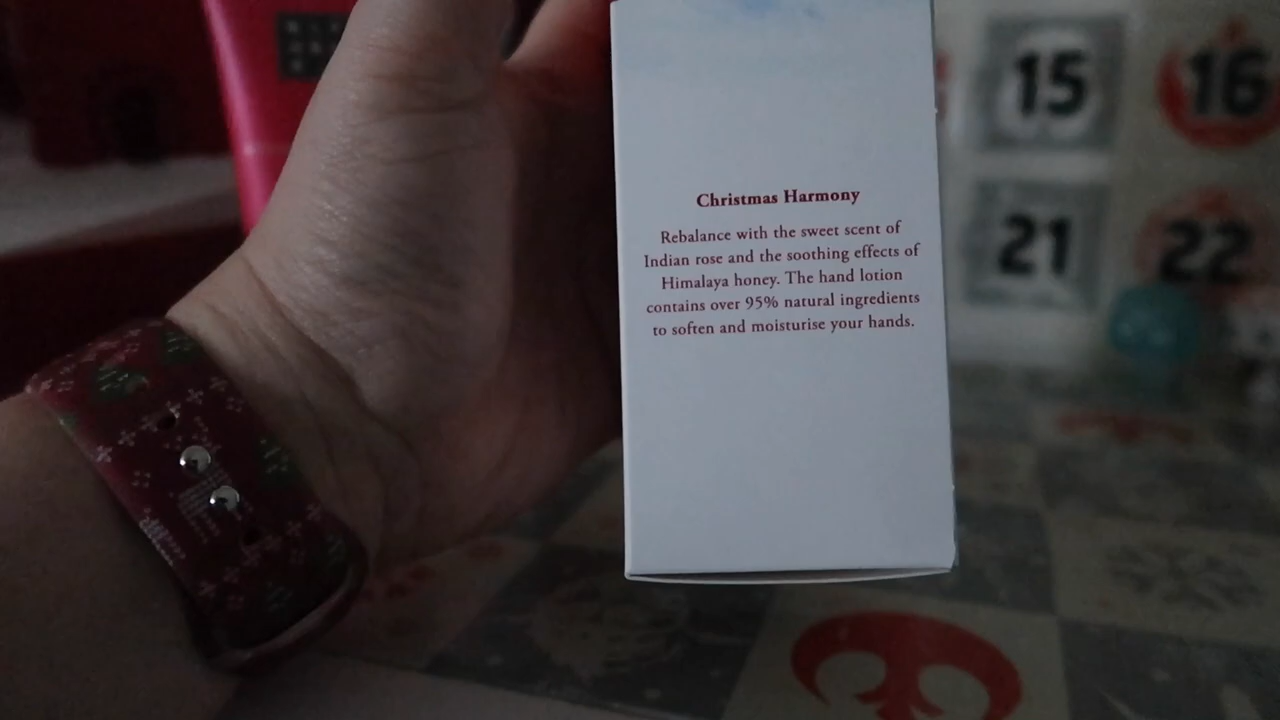 Christmas Harmony
Rebalance with the sweet scent of
Indian rose and the soothing effects of
Himalaya honey. The hand lotion
contains over 95% natural ingredients
to soften and moisturise your hands.
15
16
21
22